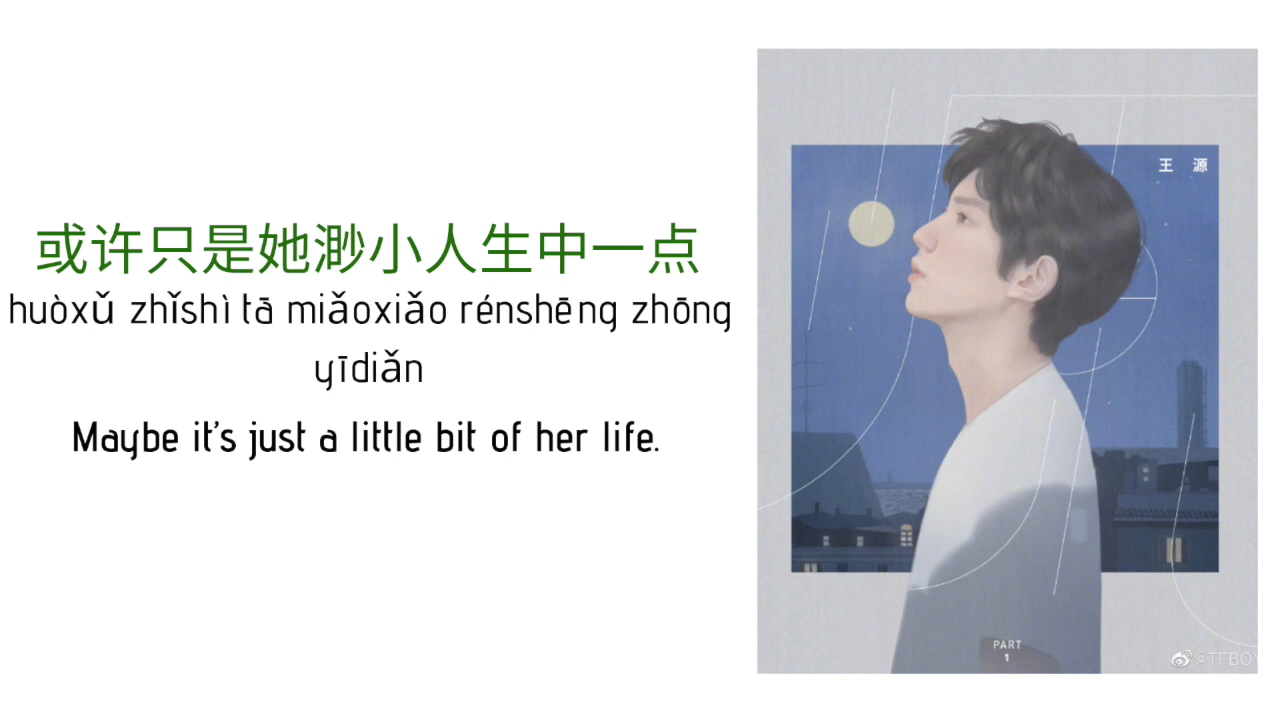 或许只是她渺小人生中一点
huòxǔ zhǐshì tā miǎoxiǎo rénshēng zhōng
yīdiǎn
Maybe it's just a little bit of her life.
王 源
PART
1
@TFBOY